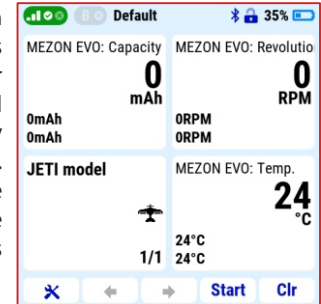 B Default 35%
MEZON EVO: Capacity
0
mAh
0mAh
0mAh
MEZON EVO: Revolutio
0
RPM
0RPM
0RPM
JETI model
1/1
MEZON EVO: Temp.
24
°C
24°C
24°C
Start Clr